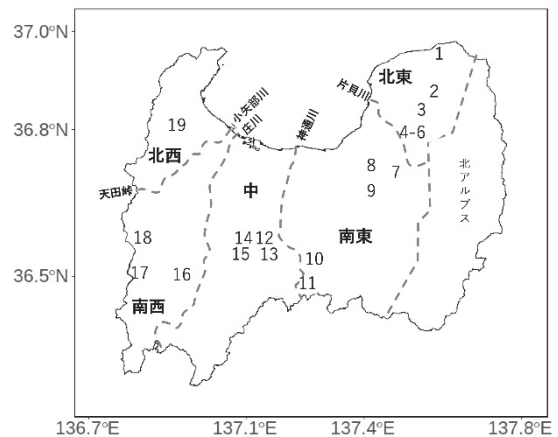 37.0°N
36.8°N
36.5°N
136.7°E
137.1°E
137.4°E
137.8°E
1
北東
片貝川
2
3
4-6
小矢部川
庄川
神通川
19
北西
天田峠
中
8
7
9
北アルプス
南東
18
14
12
15
13
10
17
16
11
南西